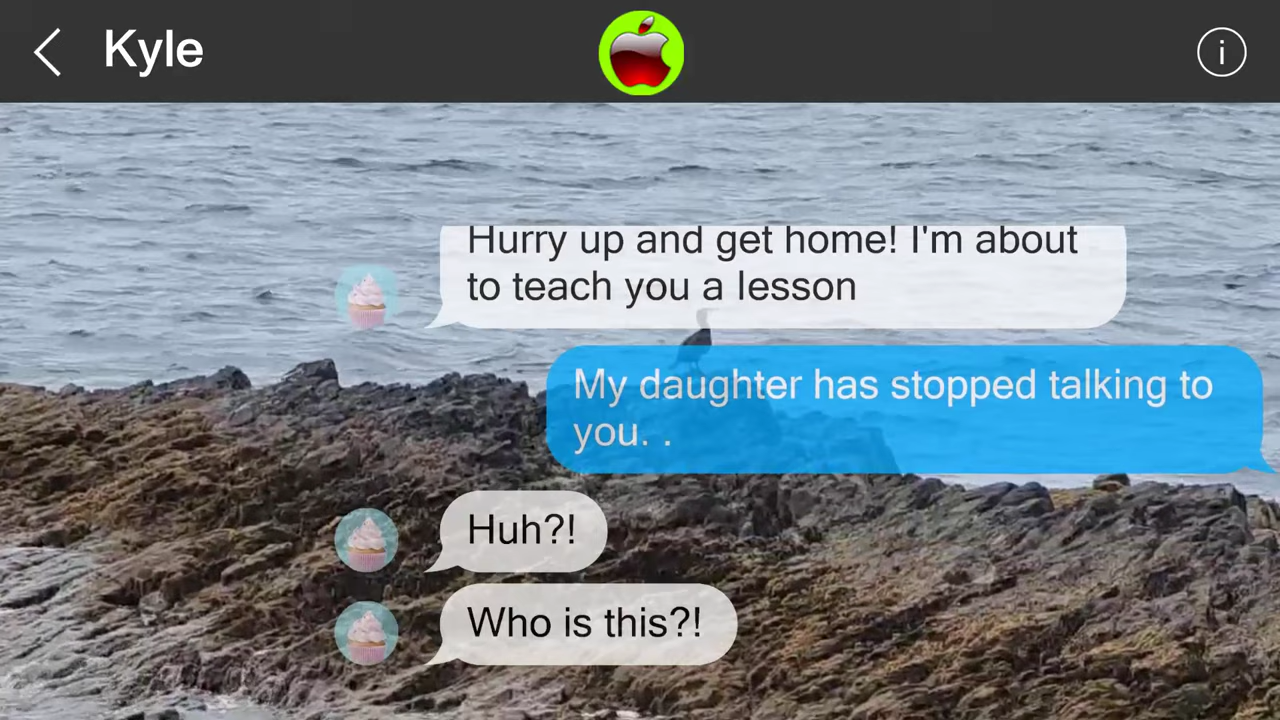 Kyle
i
Hurry up and get home! I'm about
to teach you a lesson
My daughter has stopped talking to
you. .
Huh?!
Who is this?!